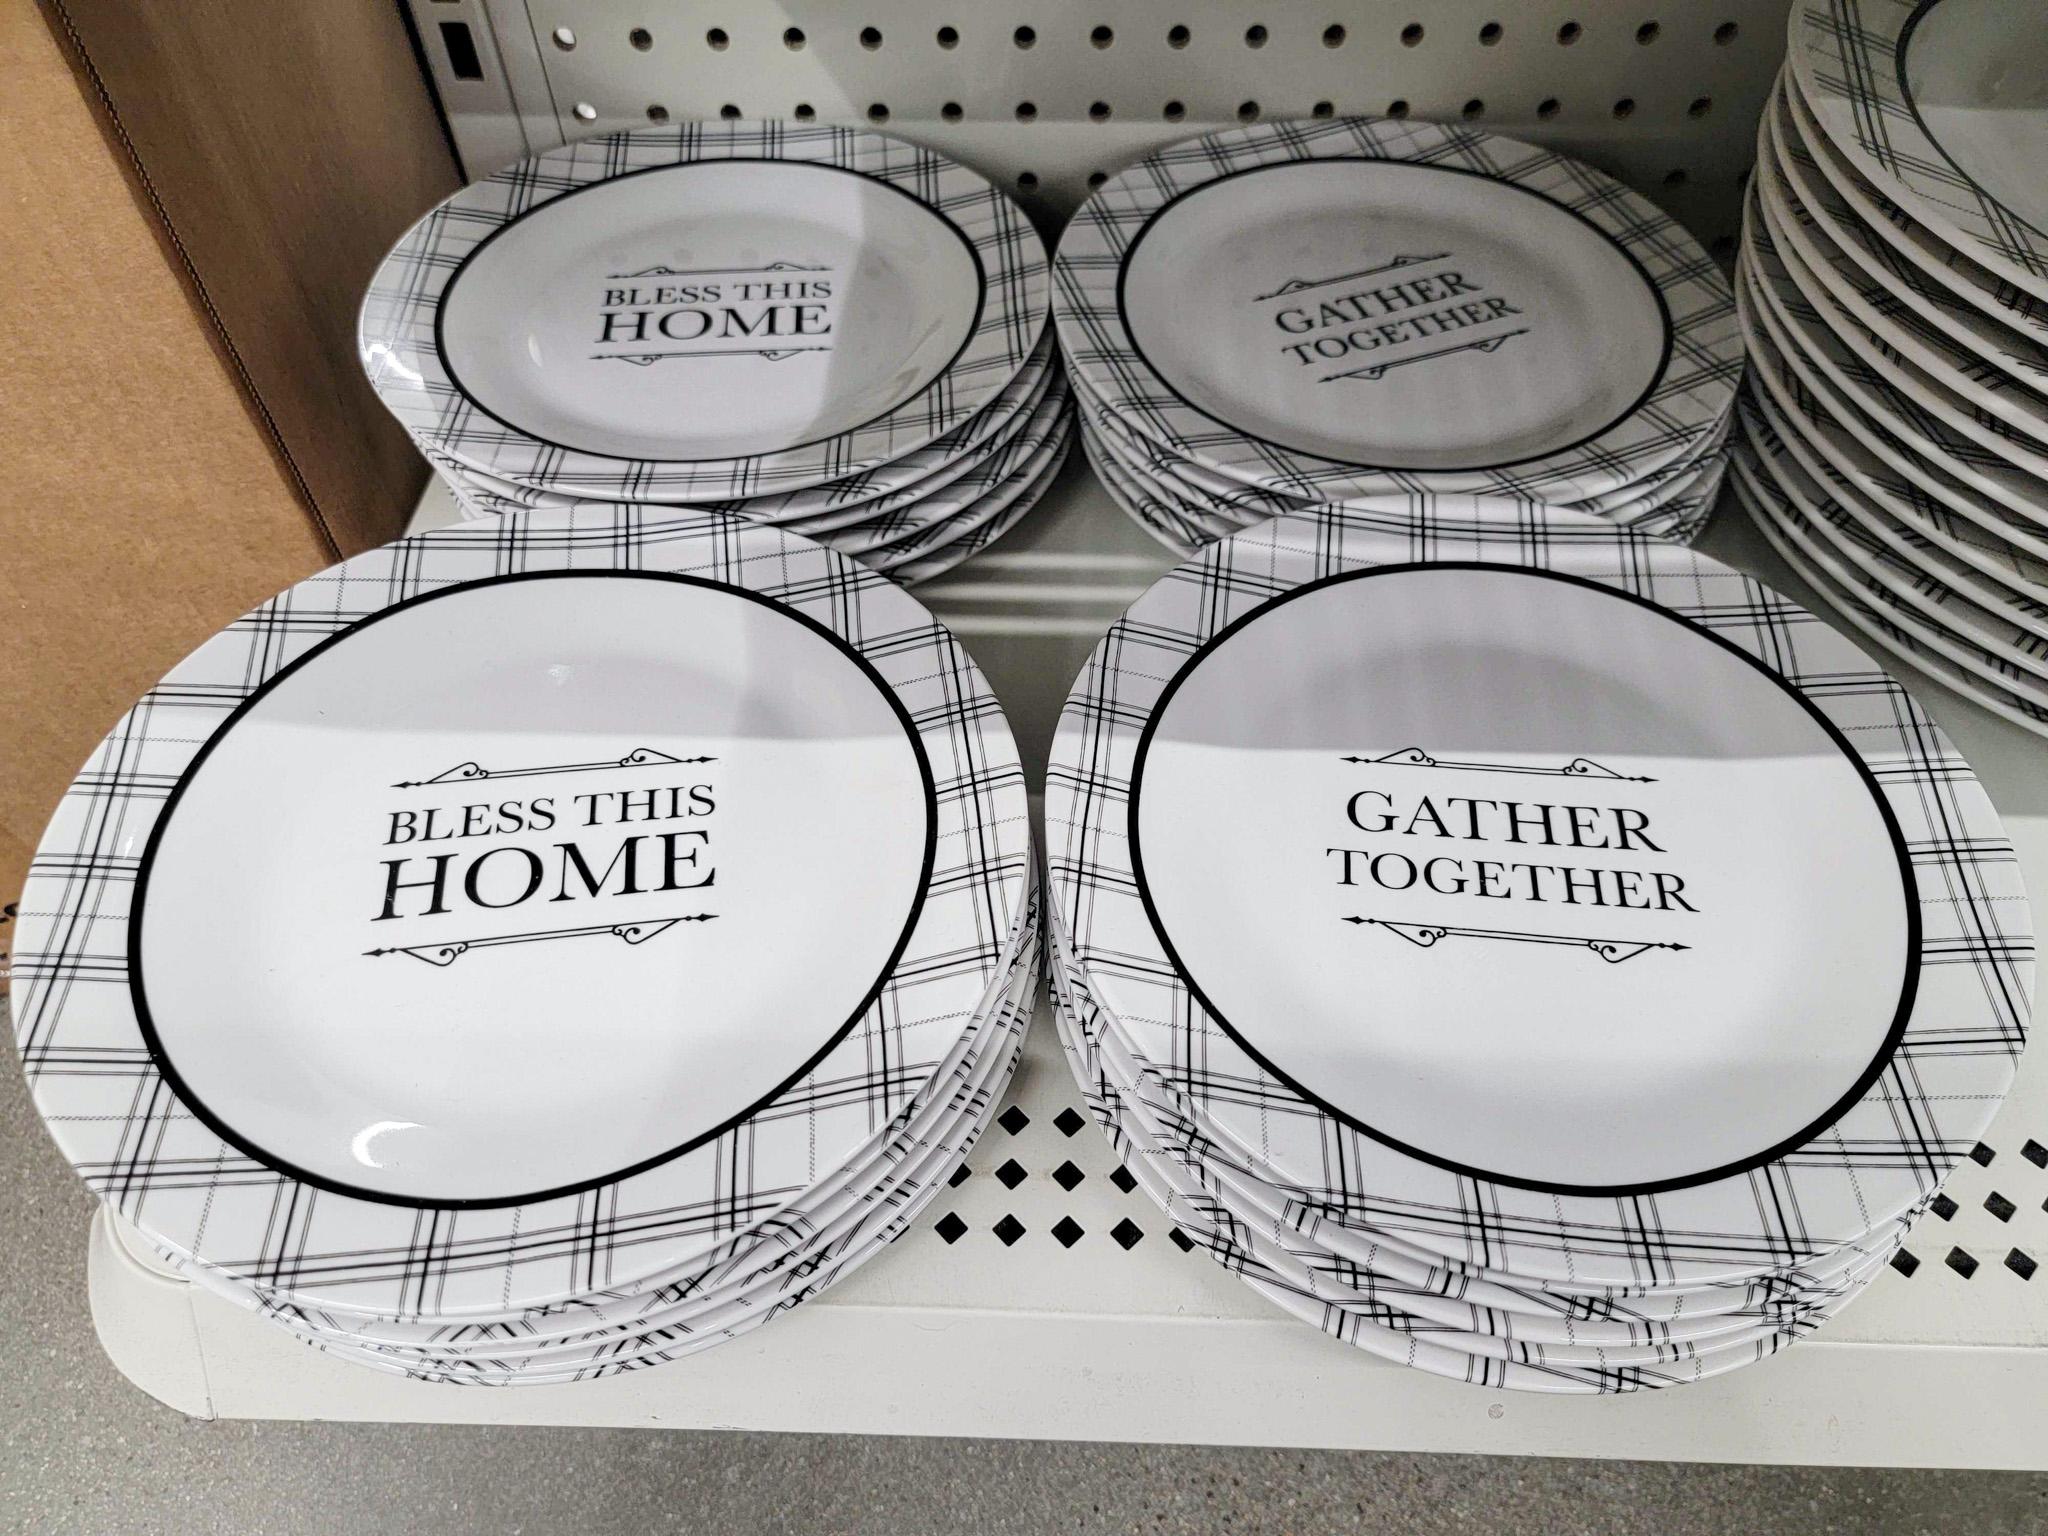 BLESS THIS
HOME
GATHER
TOGETHER
BLESS THIS
HOME
GATHER
TOGETHER